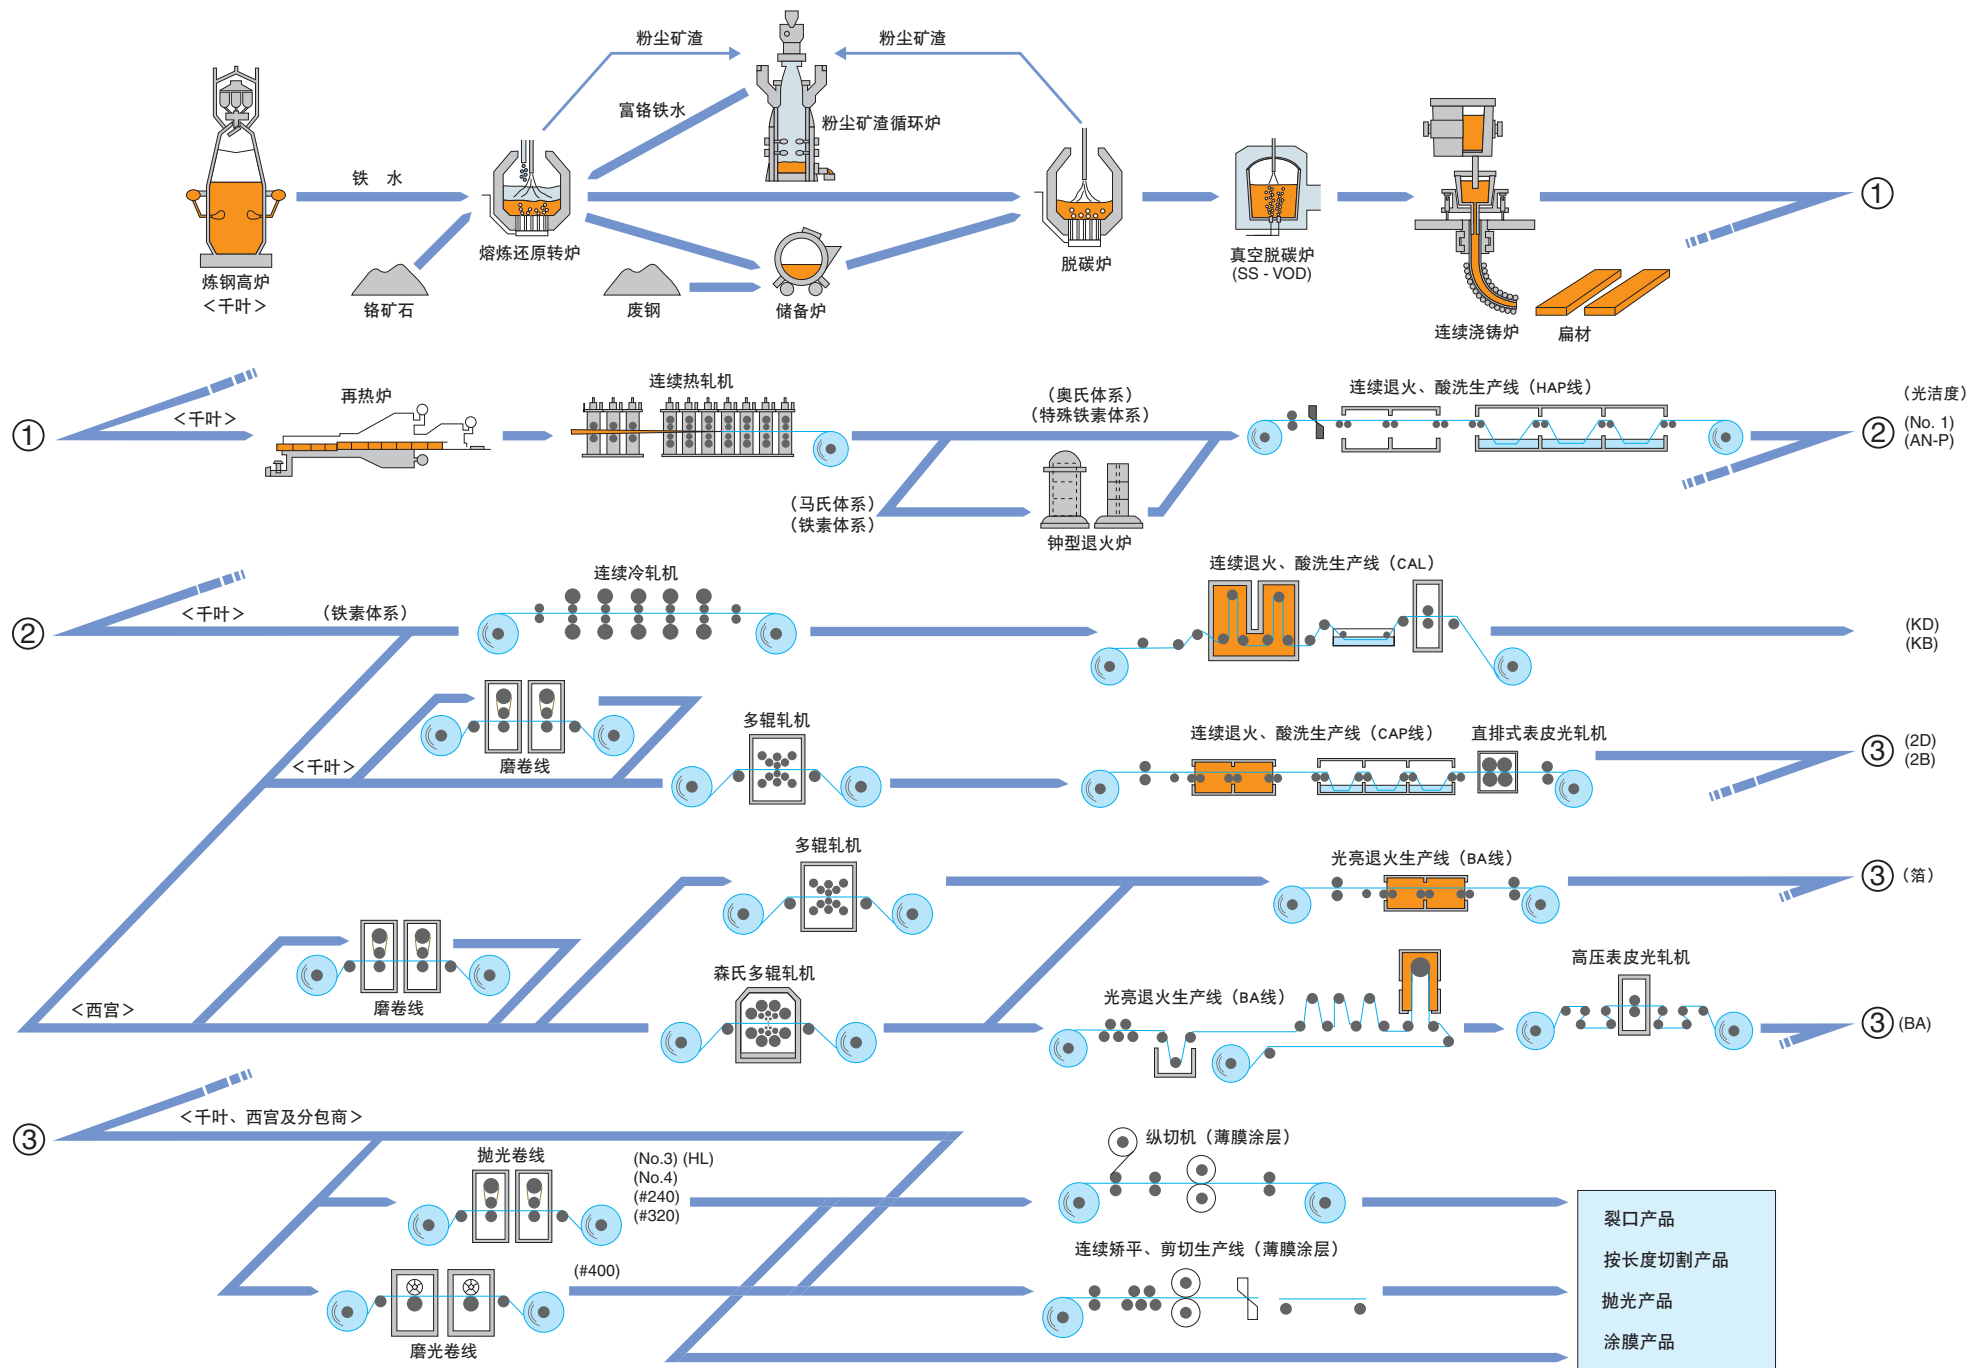 粉尘矿渣
粉尘矿渣
富铬铁水
粉尘矿渣循环炉
铁 水
①
炼钢高炉
<千叶>
铬矿石
熔炼还原转炉
废钢
储备炉
脱碳炉
真空脱碳炉
(SS - VOD)
连续浇铸炉
扁材
①
<千叶>
再热炉
连续热轧机
(奥氏体系)
(特殊铁素体系)
(马氏体系)
(铁素体系)
钟型退火炉
连续退火、酸洗生产线(HAP线)
(光洁度)
②
(No. 1)
(AN-P)
②
<千叶>
(铁素体系)
连续冷轧机
连续退火、酸洗生产线(CAL)
(KD)
(KB)
磨卷线
<千叶>
多辊轧机
连续退火、酸洗生产线(CAP线)
直排式表皮光轧机
③
(2D)
(2B)
多辊轧机
光亮退火生产线(BA线)
③
(箔)
<西宫>
磨卷线
森氏多辊轧机
光亮退火生产线(BA线)
高压表皮光轧机
③
(BA)
③
<千叶、西宫及分包商>
抛光卷线
(No.3) (HL)
(No.4)
(#240)
(#320)
纵切机(薄膜涂层)
磨光卷线
(#400)
连续矫平、剪切生产线(薄膜涂层)
裂口产品
按长度切割产品
抛光产品
涂膜产品